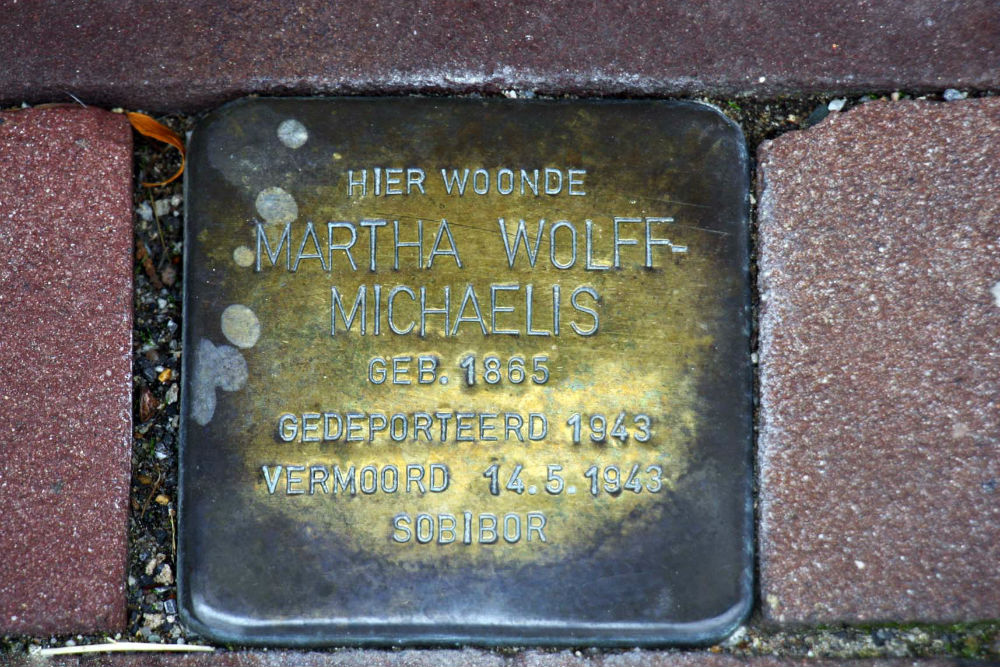 HIER WOONDE
MARTHA WOLFF-
MICHAELIS
GEB. 1865
GEDEPORTEERD 1943
VERMOORD 14.5.1943
SOBIBOR